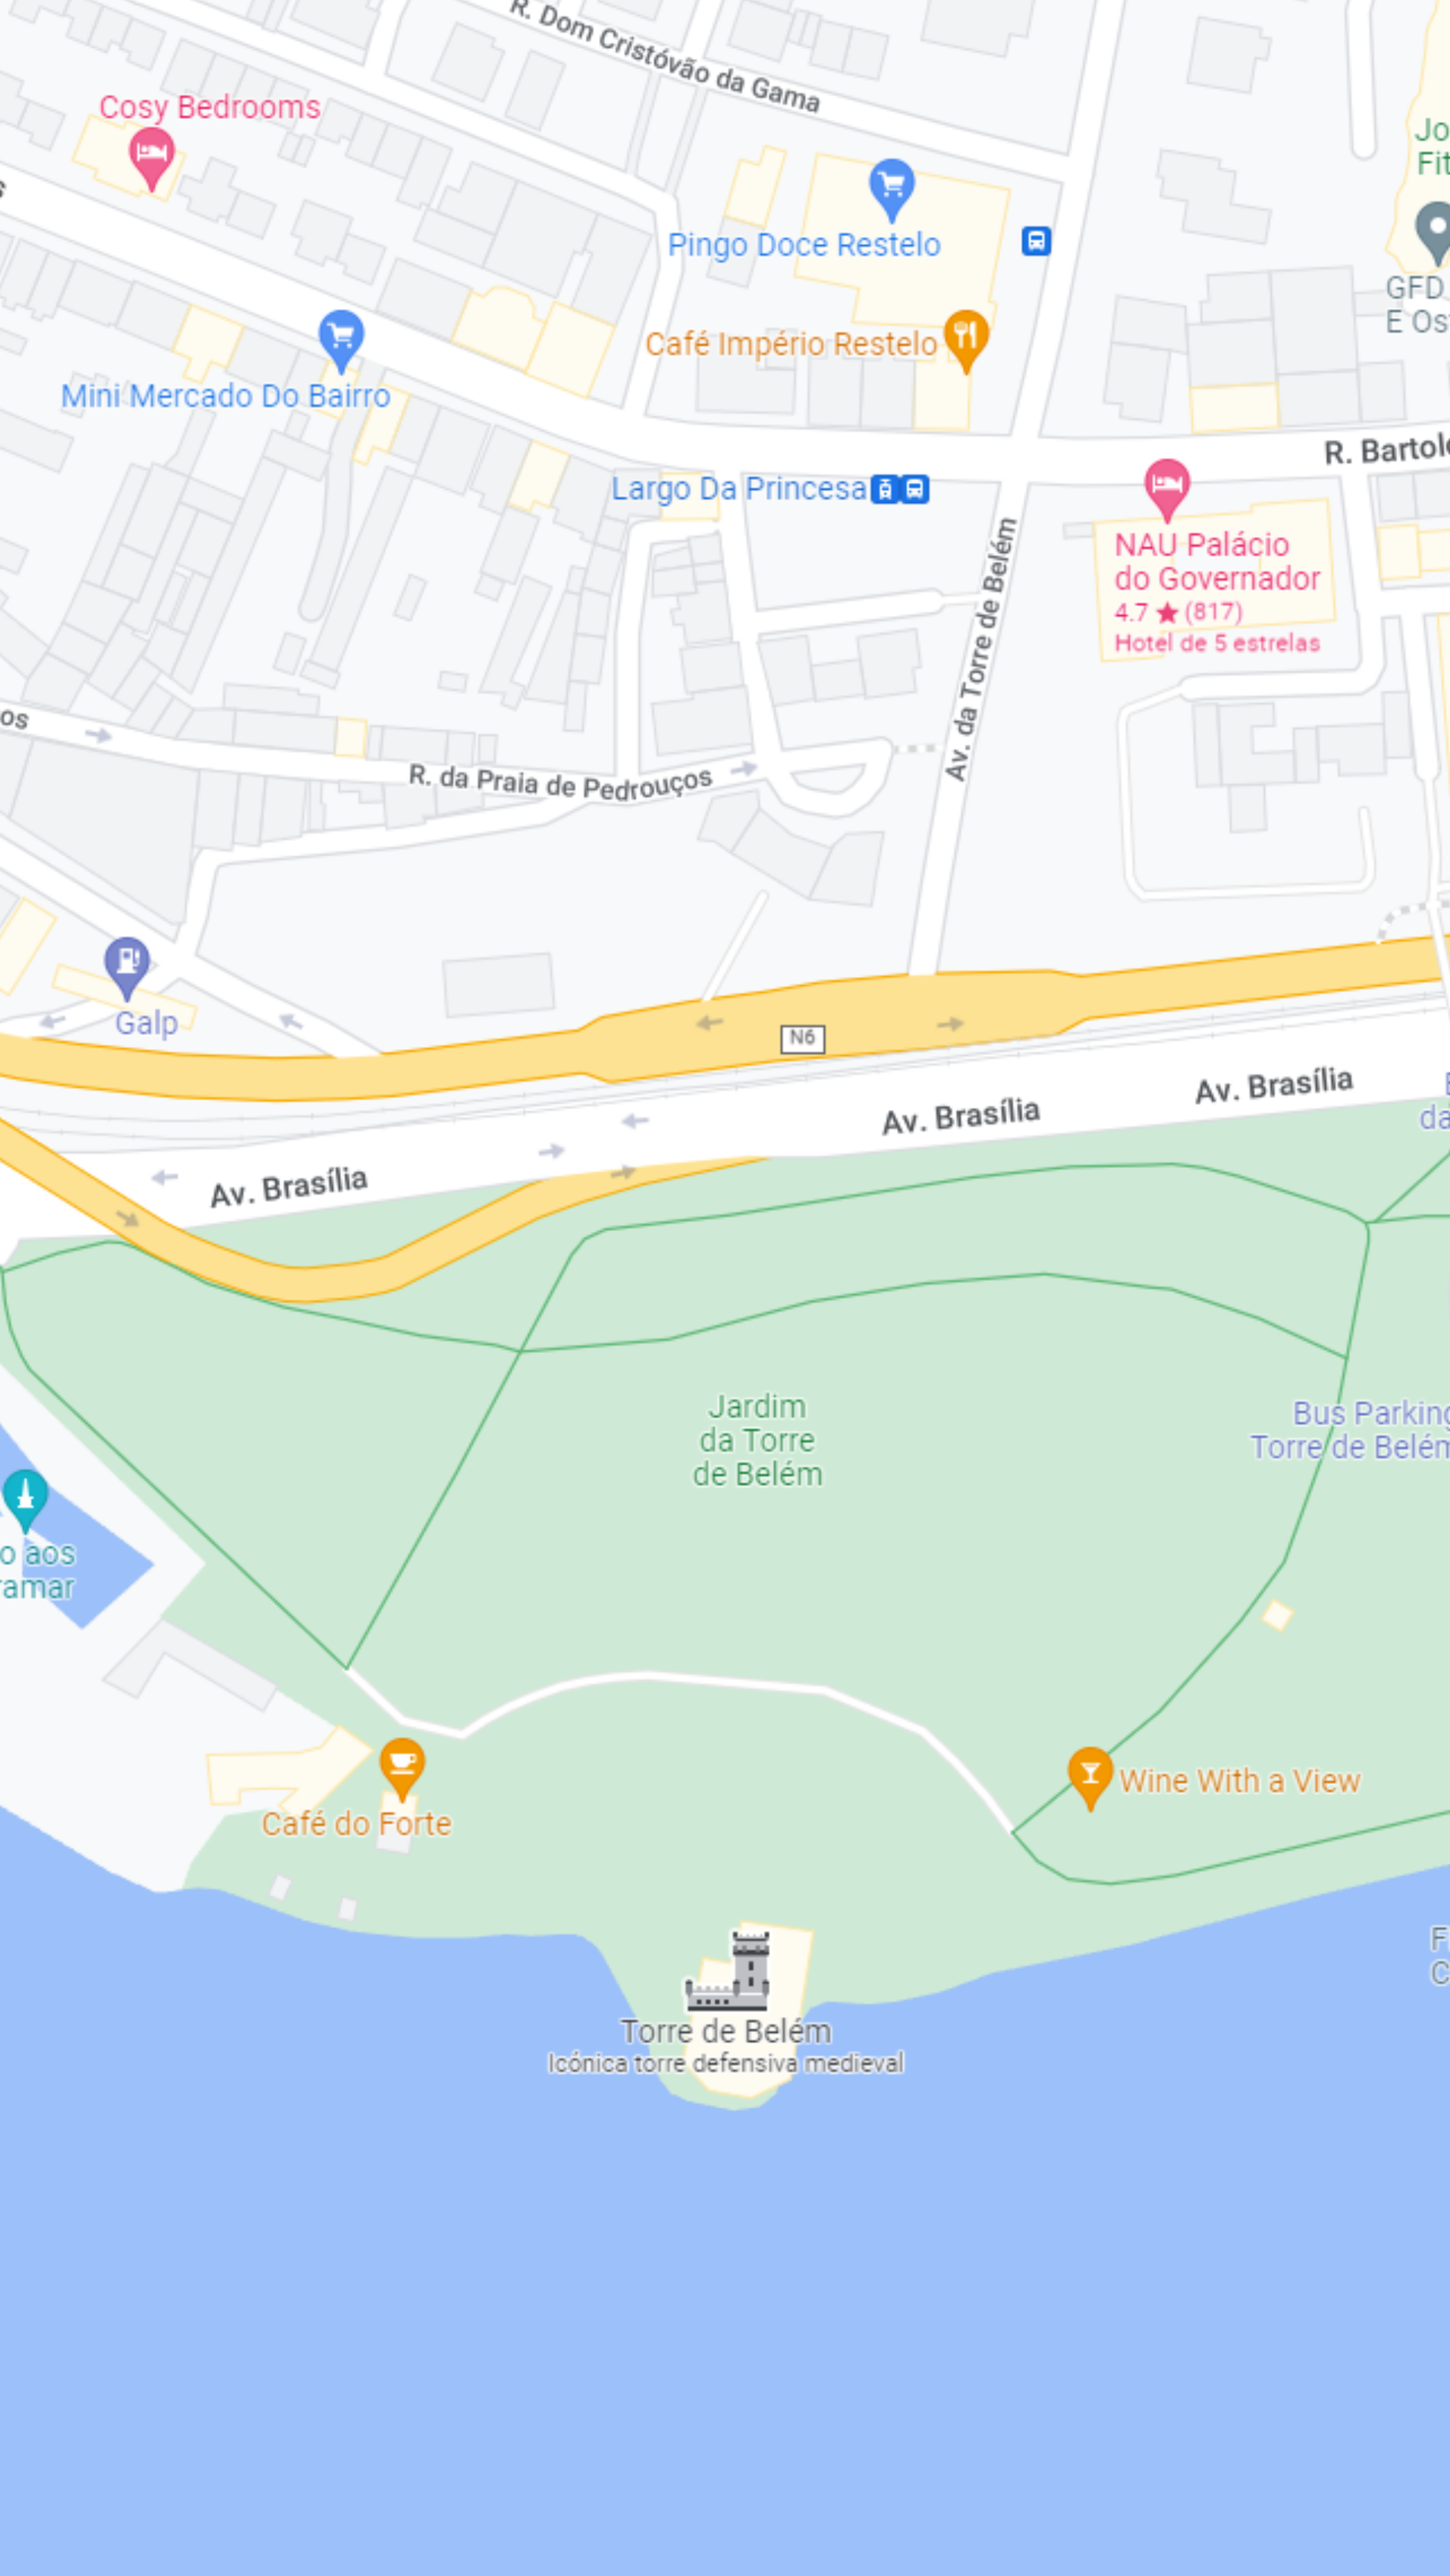 R. Dom Cristóvão da Gama
Cosy Bedrooms
Jo
Fit
s
Pingo Doce Restelo
GFD
E Os
Café Império Restelo
Mini Mercado Do Bairro
R. Bartol
Largo Da Princesa
NAU Palácio
do Governador
4.7 ★ (817)
Hotel de 5 estrelas
Av. da Torre de Belém
os
R. da Praia de Pedrouços
Galp
N6
Av. Brasília
Av. Brasília
da
Av. Brasília
Jardim
da Torre
de Belém
Bus Parking
Torre de Belém
o aos
ramar
Wine With a View
Café do Forte
F
C
Torre de Belém
Icónica torre defensiva medieval